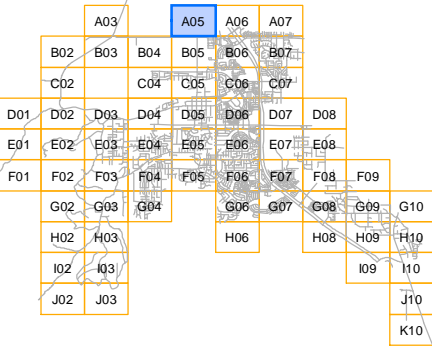 A03 A05 A06 A07
B02 B03 B04 B05 B06 B07
C02 C04 C05 C06 C07
D01 D02 D03 D04 D05 D06 D07 D08
E01 E02 E03 E04 E05 E06 E07 E08
F01 F02 F03 F04 F05 F06 F07 F08 F09
G02 G03 G04 G06 G07 G08 G09 G10
H02 H03 H06 H08 H09 H10
I02 I03 I09 I10
J02 J03 J10
K10